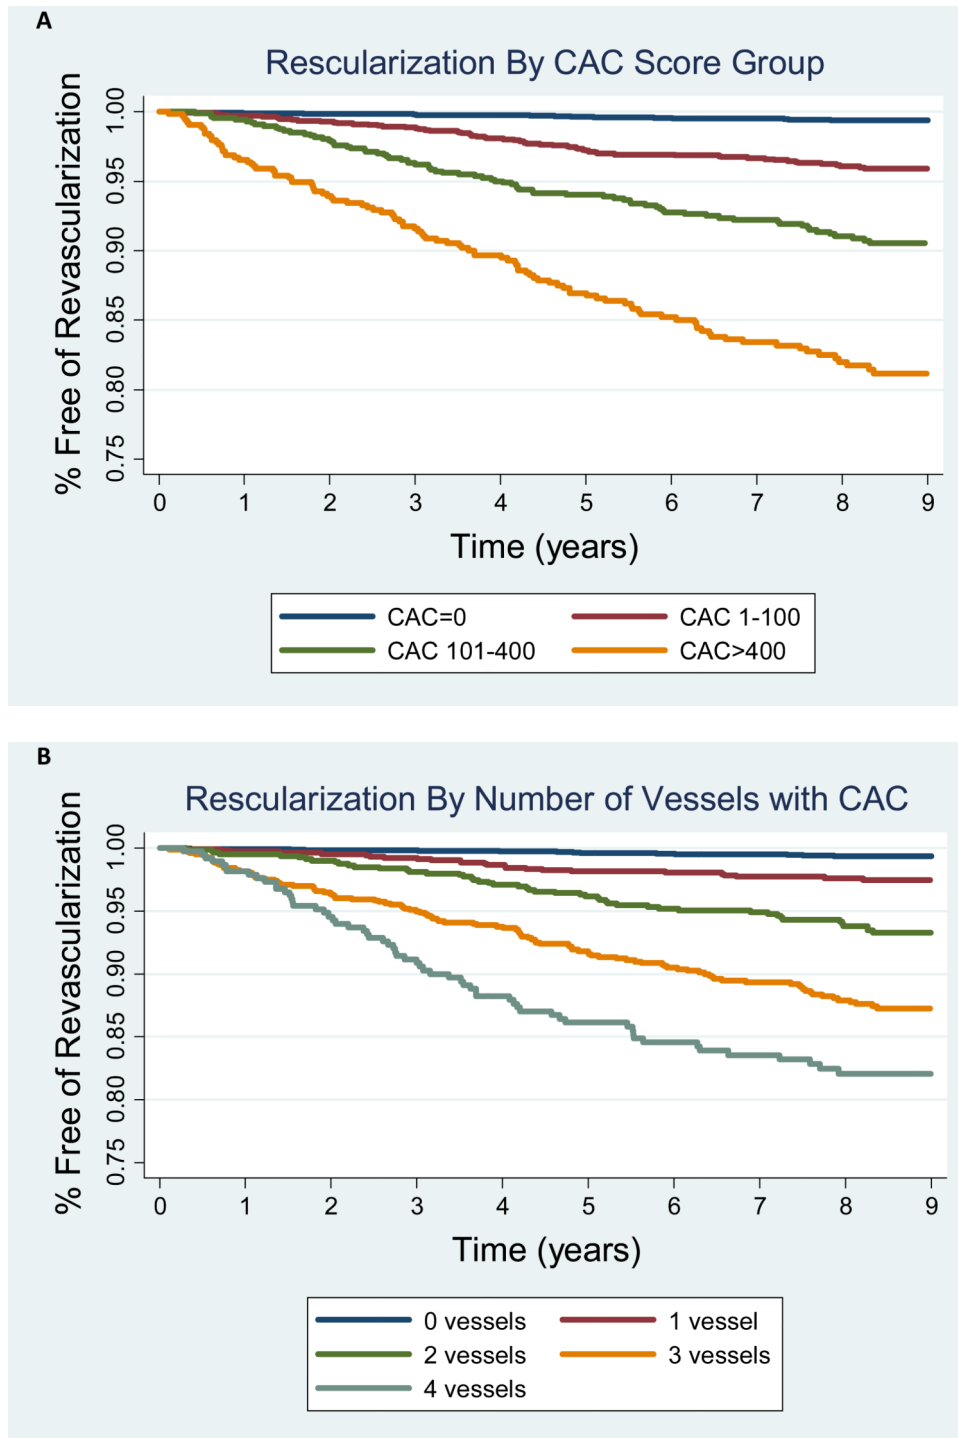 A
Rescularization By CAC Score Group
% Free of Revascularization
1.00
0.95
0.90
0.85
0.80
0.75
0 1 2 3 4 5 6 7 8 9
Time (years)
CAC=0 CAC 1-100
CAC 101-400 CAC>400
B
Rescularization By Number of Vessels with CAC
% Free of Revascularization
1.00
0.95
0.90
0.85
0.80
0.75
0 1 2 3 4 5 6 7 8 9
Time (years)
0 vessels 1 vessel
2 vessels 3 vessels
4 vessels